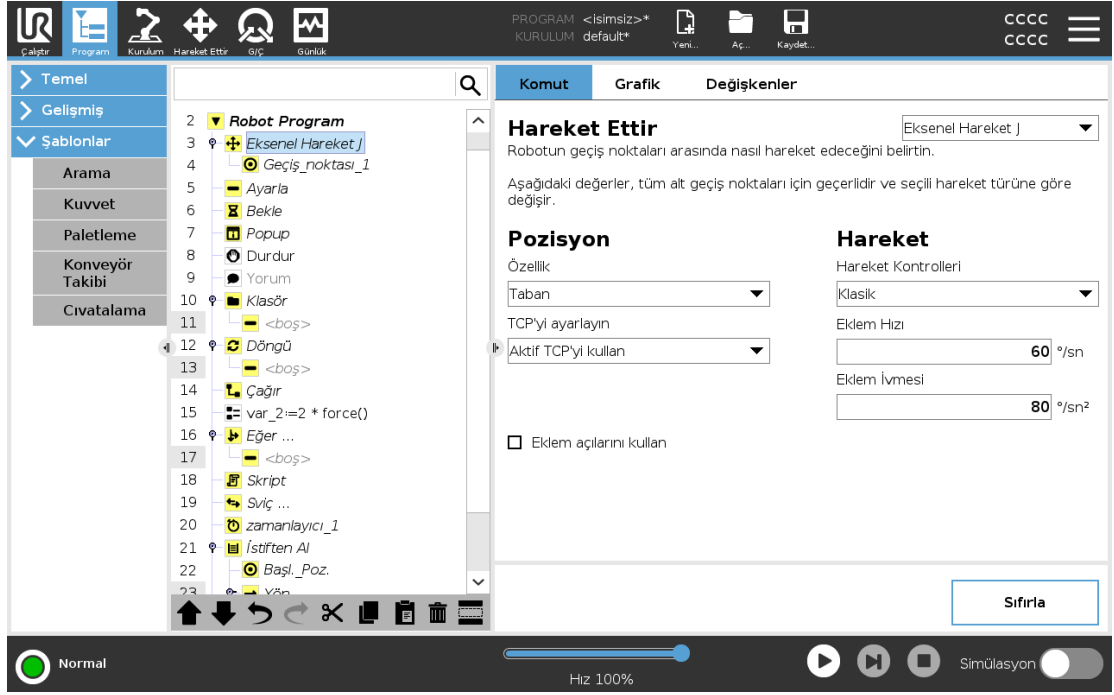 PROGRAM <isimsiz>*
KURULUM default*
cccc
cccc
Çalıştır Program Kurulum Hareket Ettir G/Ç Günlük Yeni... Aç... Kaydet...
Temel
Gelişmiş
Şablonlar
Arama
Kuvvet
Paletleme
Konveyör
Takibi
Cıvatalama
2 Robot Program
3 Eksenel Hareket J
4 Geçiş_noktası_1
5 Ayarla
6 Bekle
7 Popup
8 Durdur
9 Yorum
10 Klasör
11 <boş>
12 Döngü
13 <boş>
14 Çağır
15 var_2≔2 * force()
16 Eğer ...
17 <boş>
18 Skript
19 Sviç ...
20 zamanlayıcı_1
21 İstiften Al
22 Başl._Poz.
23 Yön
Komut Grafik Değişkenler
Hareket Ettir
Eksenel Hareket J
Robotun geçiş noktaları arasında nasıl hareket edeceğini belirtin.
Aşağıdaki değerler, tüm alt geçiş noktaları için geçerlidir ve seçili hareket türüne göre
değişir.
Pozisyon
Özellik
Taban
TCP'yi ayarlayın
Aktif TCP'yi kullan
Eklem açılarını kullan
Hareket
Hareket Kontrolleri
Klasik
Eklem Hızı
60 °/sn
Eklem İvmesi
80 °/sn²
Sıfırla
Normal
Hız 100%
Simülasyon